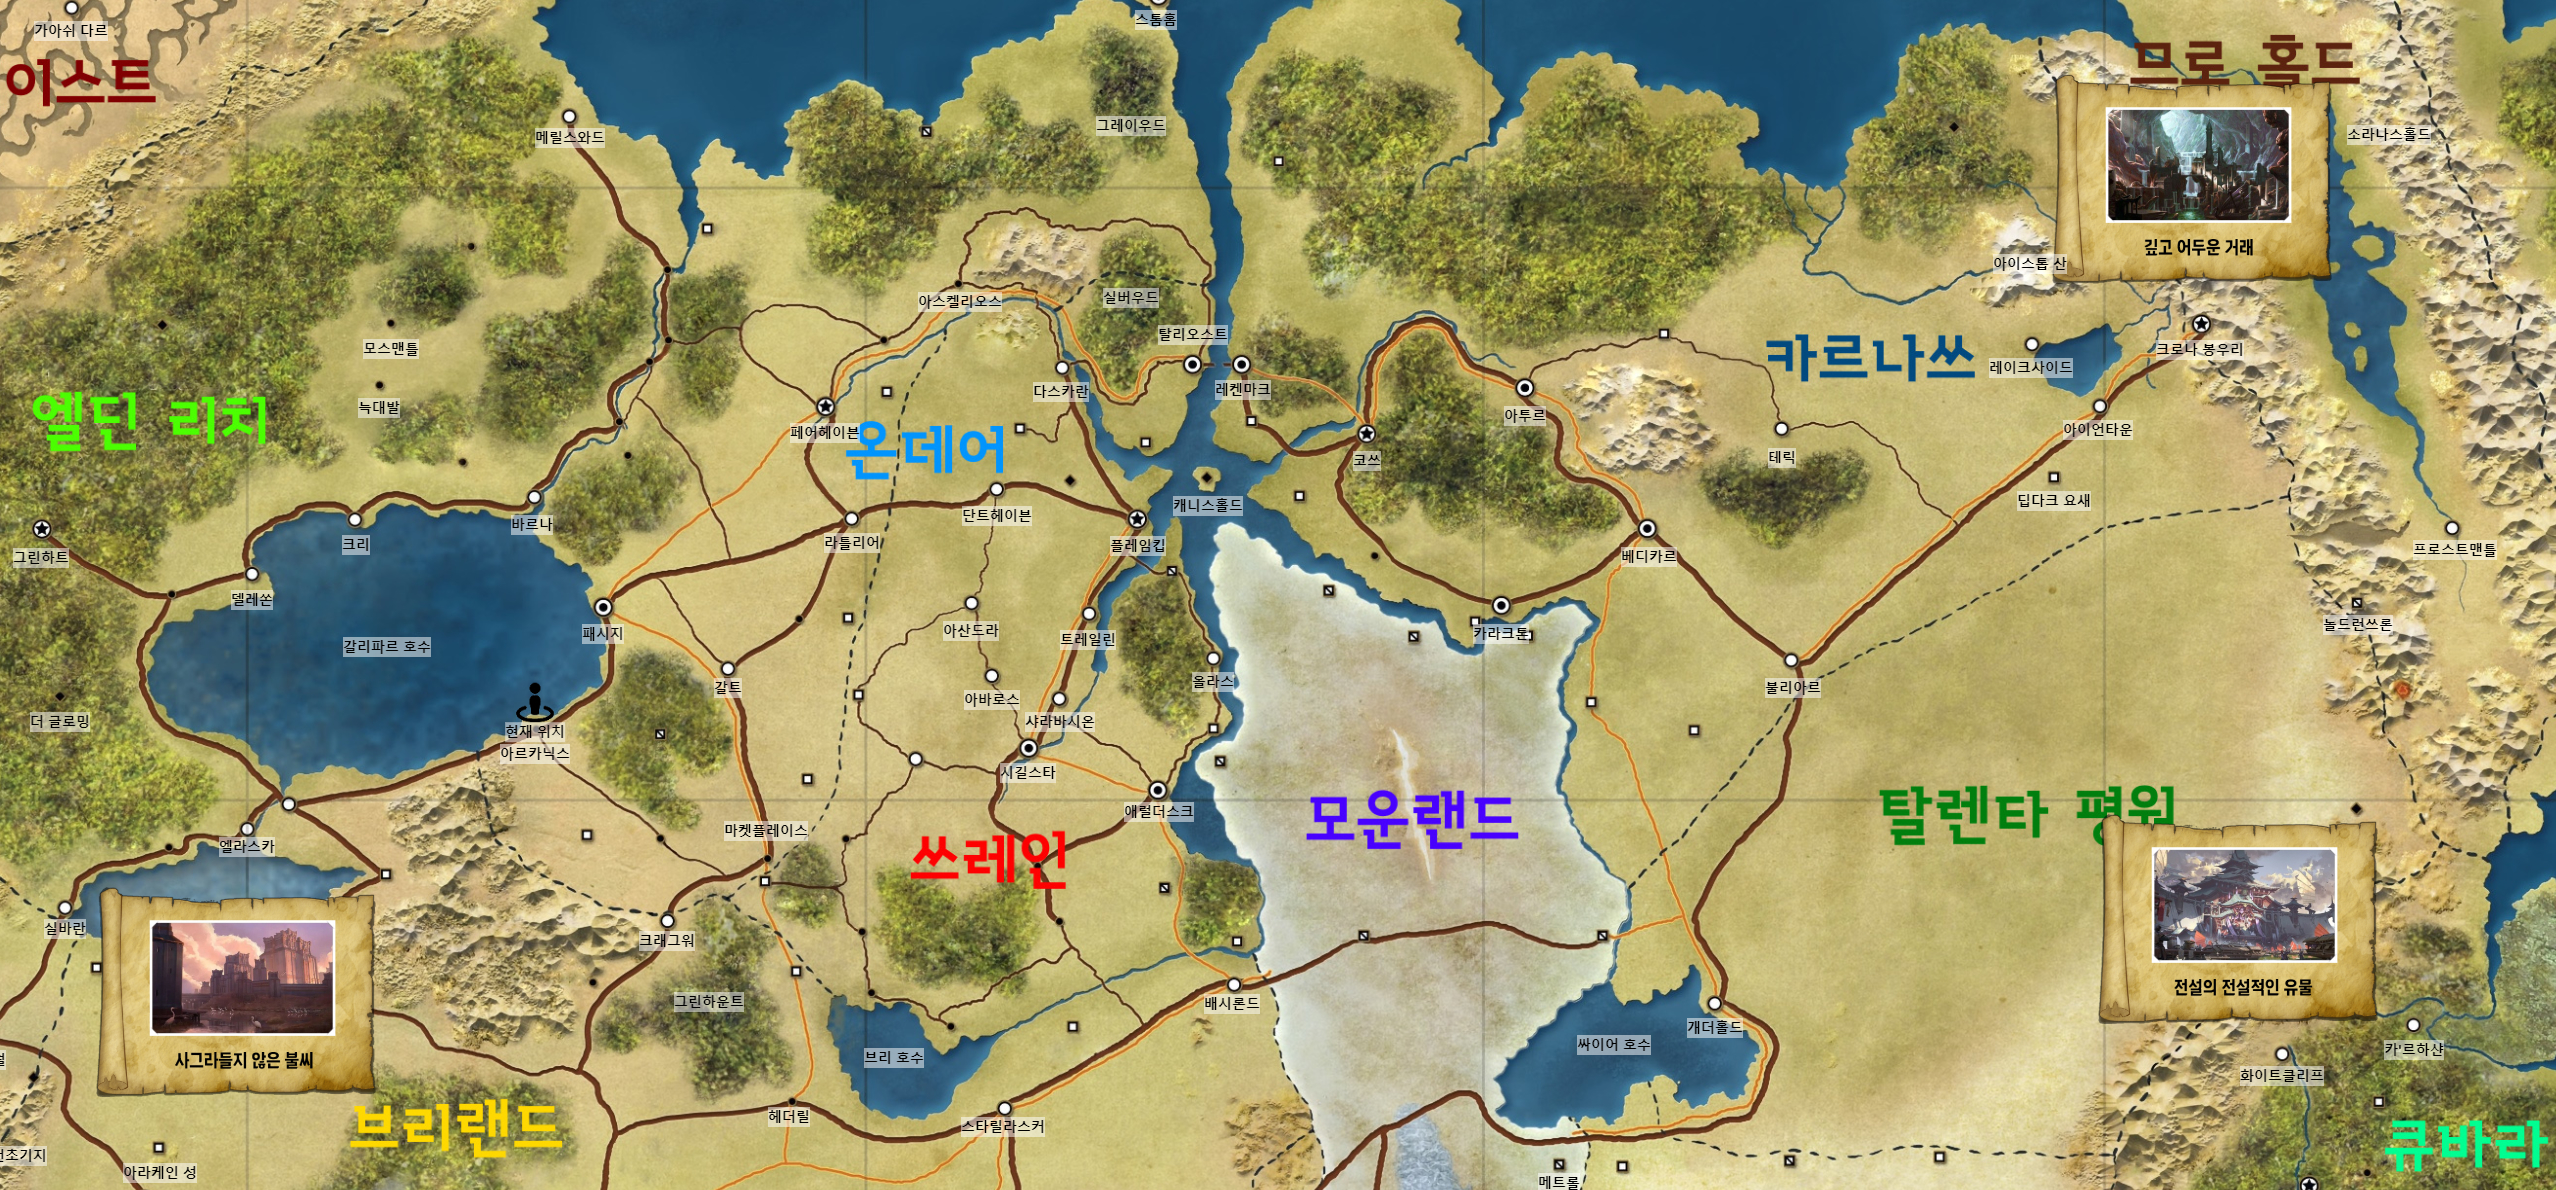 가아쉬 다르
스톰홈
이스트
므로 홀드
메릴스와드
그레이우드
소라나스홀드
깊고 어두운 거래
아이스톱 산
아스켈리오스
실버우드
탈리오스트
모스맨틀
카르나쓰
레이크사이드
크로나 봉우리
다스카란
레켄마크
늑대발
엘딘 리치
페어헤이븐
온데어
아투르
아이언타운
코쓰
테릭
딥다크 요새
캐니스홀드
단트헤이븐
바르나
크리
라틀리어
플레임킵
그린하트
베디카르
프로스트맨틀
델레쏜
놀드런쓰론
갈리파르 호수
패시지
아산드라
트레일린
카라크톤
갈트
올라스
불리아르
아바로스
더 글로밍
샤라바시온
현재 위치
아르카닉스
시길스타
애럴더스크
모운랜드
탈렌타 평원
마켓플레이스
쓰레인
엘라스카
실바란
크래그워
전설의 전설적인 유물
그린하운트
배시론드
개더홀드
브리 호수
싸이어 호수
카'르하샨
사그라들지 않은 불씨
화이트클리프
헤더릴
스타릴라스커
브리랜드
큐바라
전초기지
아라케인 성
메트롤